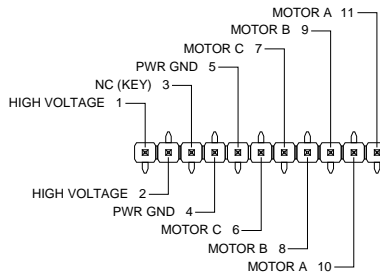 MOTOR A 11
MOTOR B 9
MOTOR C 7
PWR GND 5
NC (KEY) 3
HIGH VOLTAGE 1
HIGH VOLTAGE 2
PWR GND 4
MOTOR C 6
MOTOR B 8
MOTOR A 10